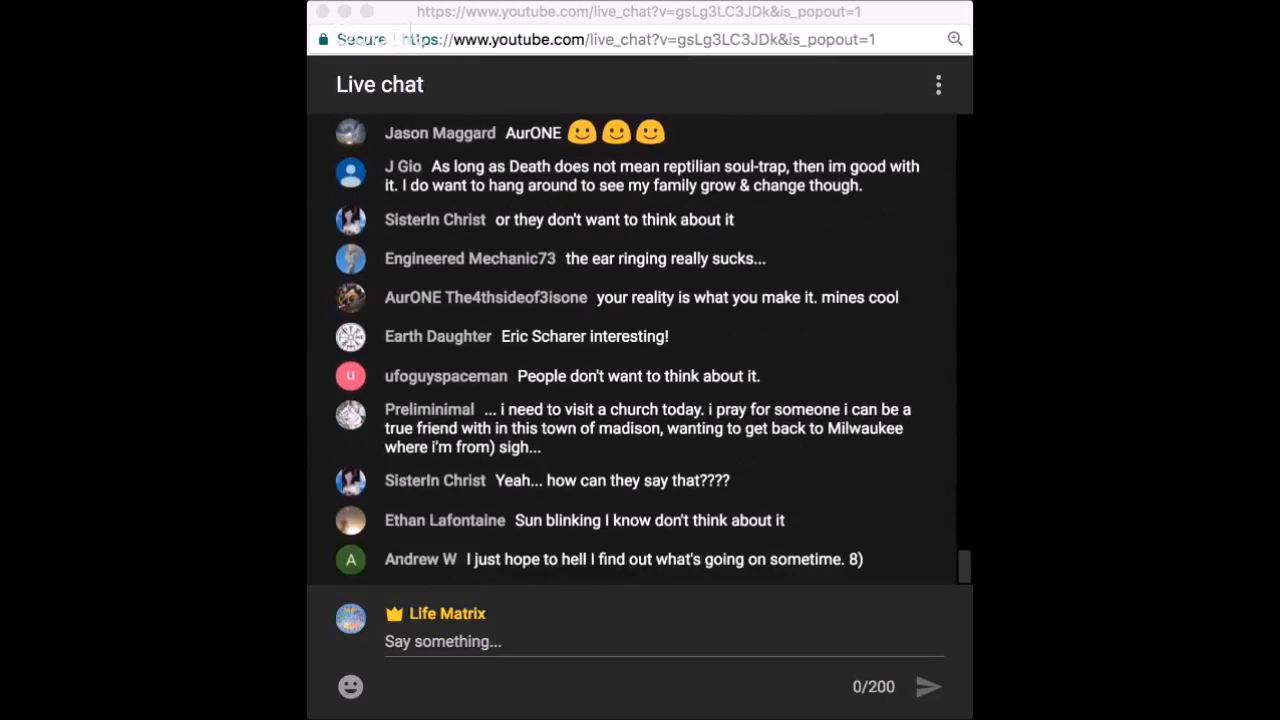 https://www.youtube.com/live_chat?v=gsLg3LC3JDk&is_popout=1
Secure https://www.youtube.com/live_chat?v=gsLg3LC3JDk&is_popout=1
Live chat
Jason Maggard AurONE
J Gio As long as Death does not mean reptilian soul-trap, then im good with
it. I do want to hang around to see my family grow & change though.
SisterIn Christ or they don't want to think about it
Engineered Mechanic73 the ear ringing really sucks...
AurONE The4thsideof3isone your reality is what you make it. mines cool
Earth Daughter Eric Scharer interesting!
u ufoguyspaceman People don't want to think about it.
Preliminimal ... i need to visit a church today. i pray for someone i can be a
true friend with in this town of madison, wanting to get back to Milwaukee
where i'm from) sigh...
SisterIn Christ Yeah... how can they say that????
Ethan Lafontaine Sun blinking I know don't think about it
A Andrew W I just hope to hell I find out what's going on sometime. 8)
Life Matrix
Say something...
0/200